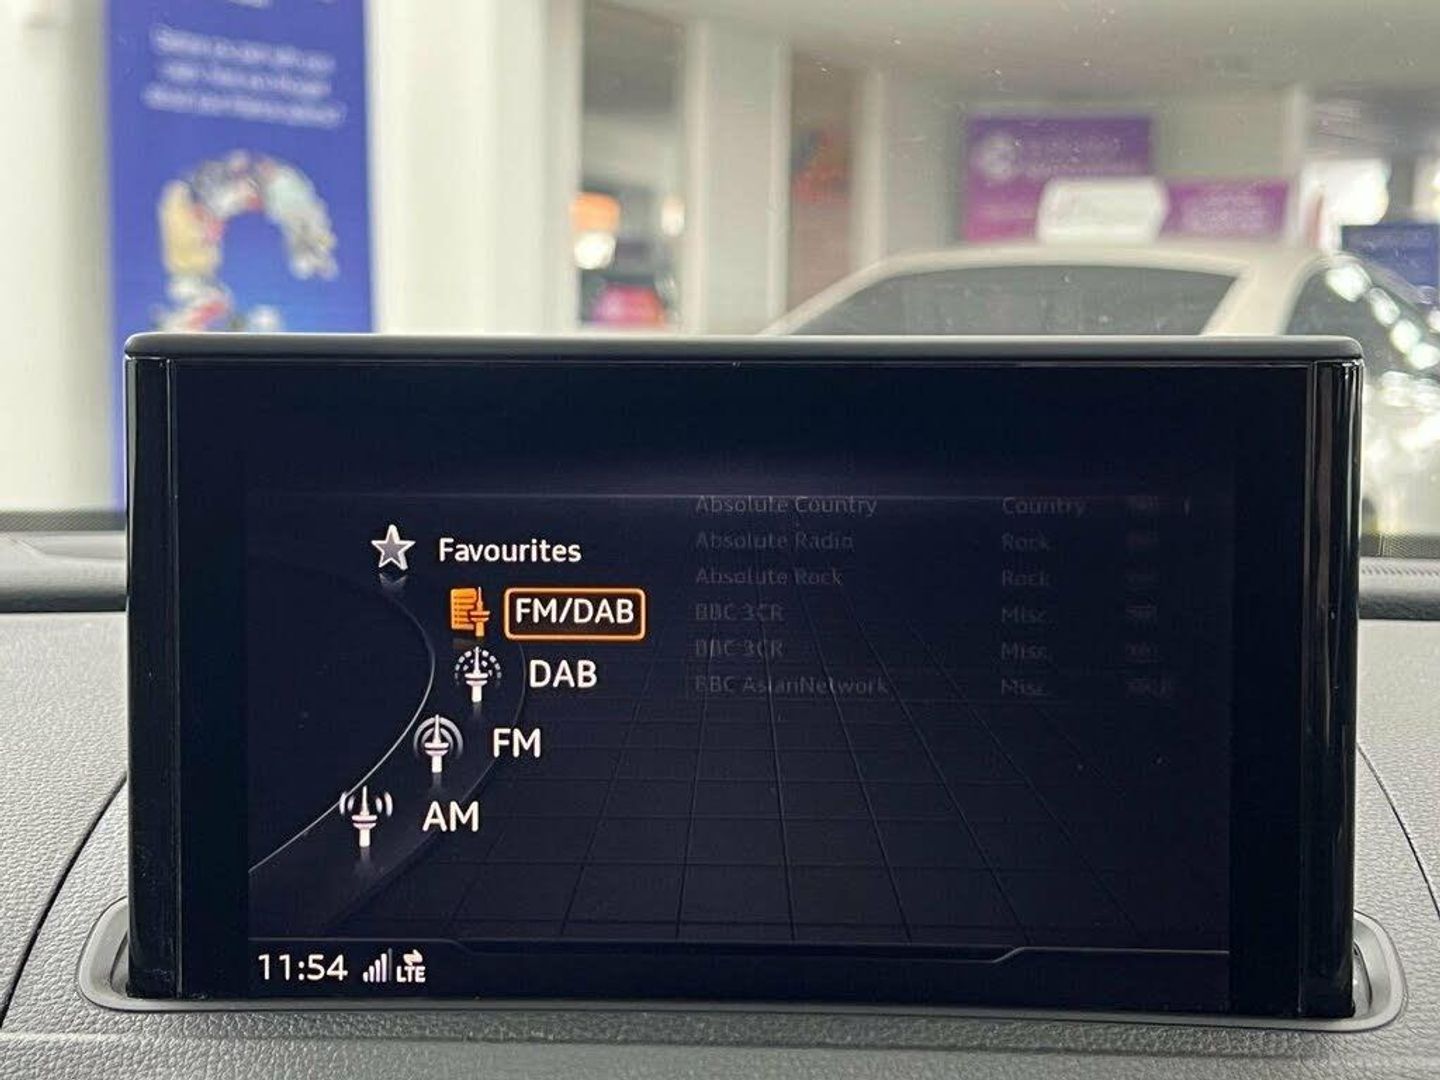 Absolute Country Country
Absolute Radio Rock
Absolute Rock Rock
BBC 3CR Misc
BBC 3CR Misc
BBC AsianNetwork Misc
Favourites
FM/DAB
DAB
FM
AM
11:54 LTE